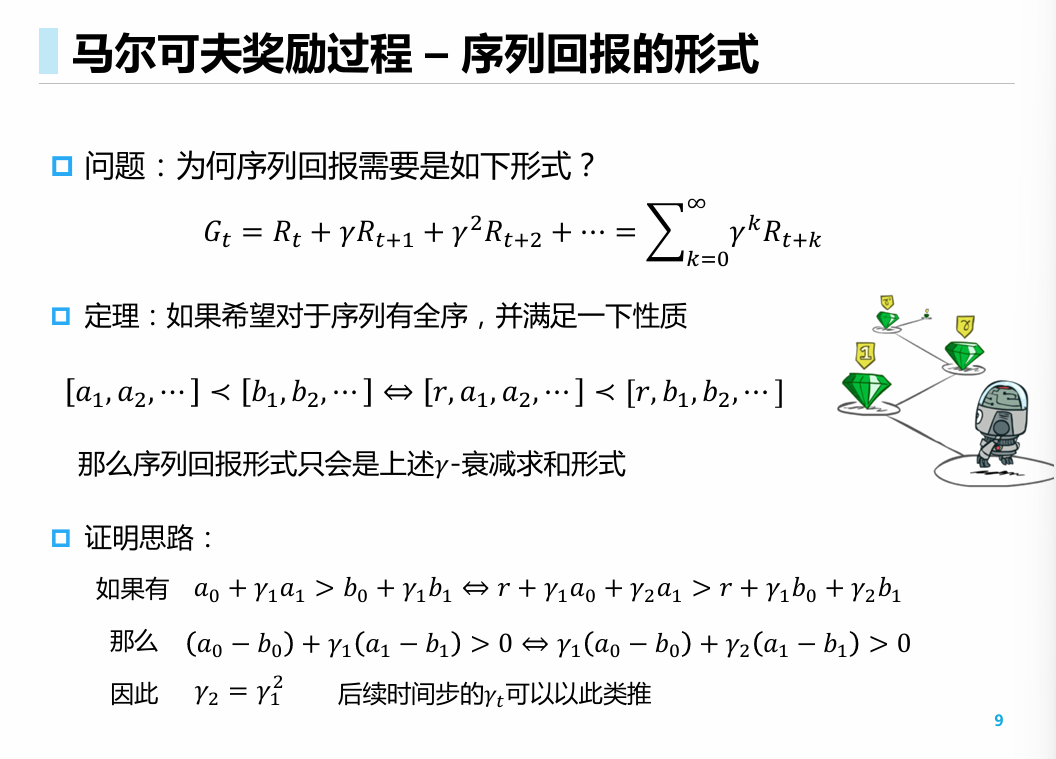 马尔可夫奖励过程 – 序列回报的形式
问题：为何序列回报需要是如下形式？
$G_t = R_t + \gamma R_{t+1} + \gamma^2 R_{t+2} + \cdots = \sum_{k=0}^{\infty} \gamma^k R_{t+k}$
定理：如果希望对于序列有全序，并满足一下性质
$[a_1, a_2, \cdots] \prec [b_1, b_2, \cdots] \Leftrightarrow [r, a_1, a_2, \cdots] \prec [r, b_1, b_2, \cdots]$
那么序列回报形式只会是上述γ-衰减求和形式
证明思路：
如果有 $a_0 + \gamma_1 a_1 > b_0 + \gamma_1 b_1 \Leftrightarrow r + \gamma_1 a_0 + \gamma_2 a_1 > r + \gamma_1 b_0 + \gamma_2 b_1$
那么 $(a_0 - b_0) + \gamma_1 (a_1 - b_1) > 0 \Leftrightarrow \gamma_1 (a_0 - b_0) + \gamma_2 (a_1 - b_1) > 0$
因此 $\gamma_2 = \gamma_1^2$ 后续时间步的$\gamma_t$可以以此类推
1
γ
9